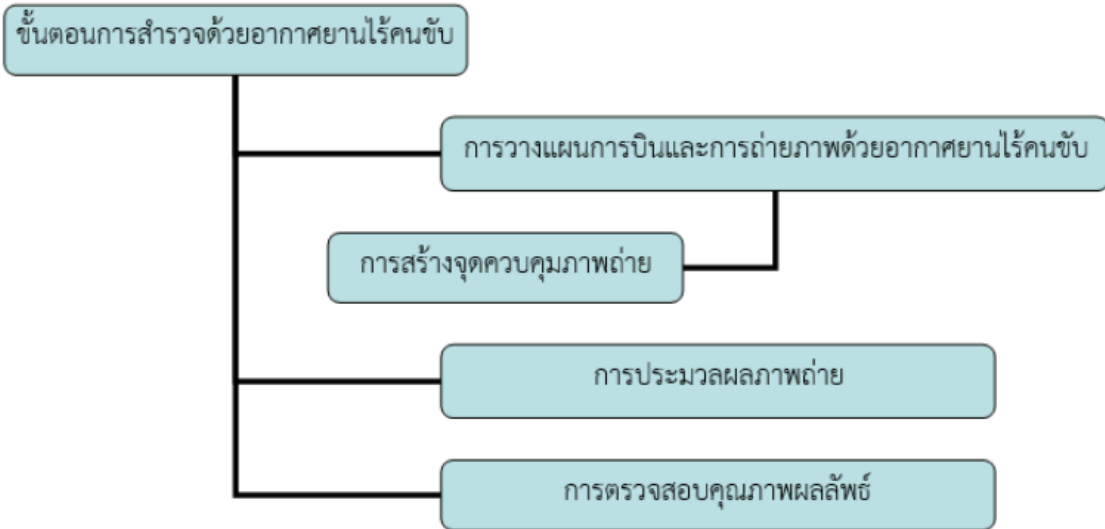 ขั้นตอนการสำรวจด้วยอากาศยานไร้คนขับ
การวางแผนการบินและการถ่ายภาพด้วยอากาศยานไร้คนขับ
การสร้างจุดควบคุมภาพถ่าย
การประมวลผลภาพถ่าย
การตรวจสอบคุณภาพผลลัพธ์